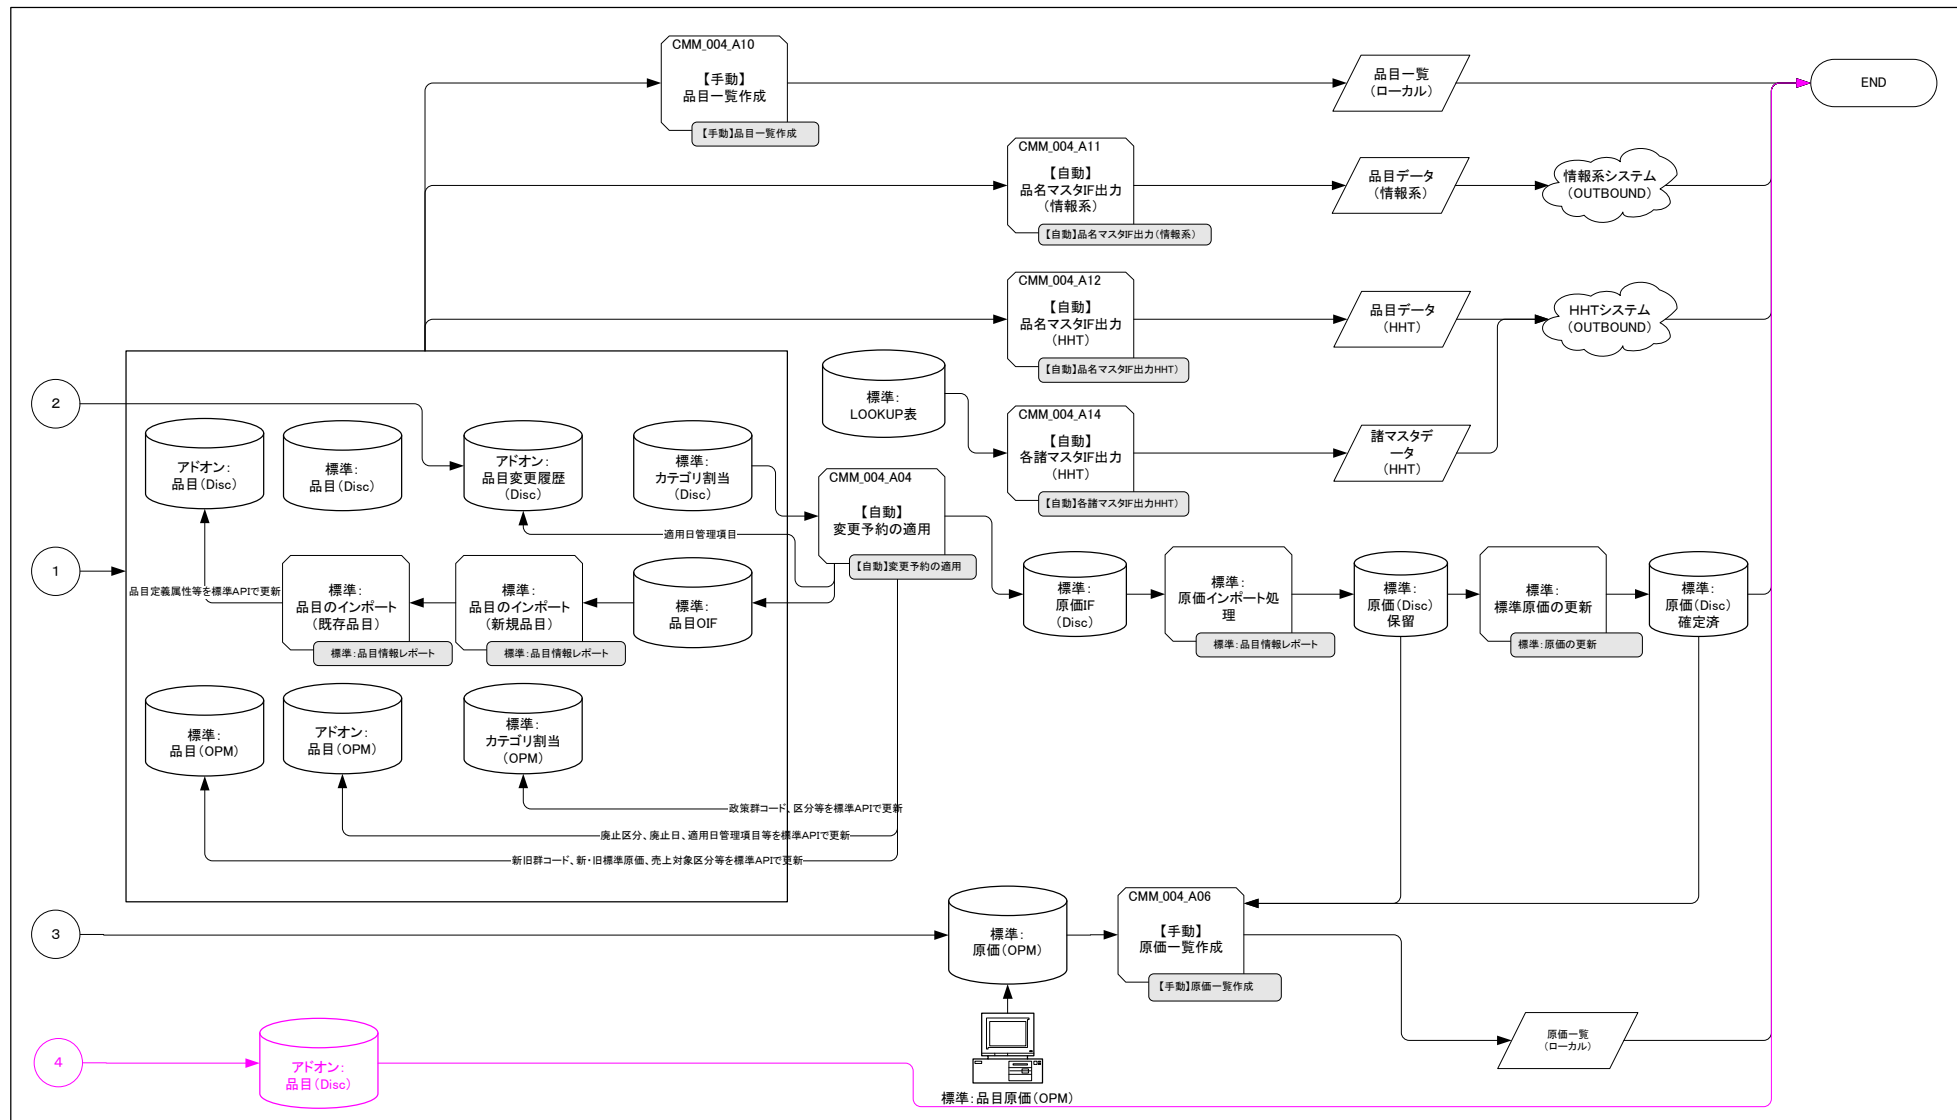 CMM_004_A10
【手動】
品目一覧作成
【手動】品目一覧作成
品目一覧
（ローカル）
END
CMM_004_A11
【自動】
品名マスタIF出力
（情報系）
【自動】品名マスタIF出力（情報系）
品目データ
（情報系）
情報系システム
（OUTBOUND）
CMM_004_A12
【自動】
品名マスタIF出力
（HHT）
【自動】品名マスタIF出力HHT）
品目データ
（HHT）
HHTシステム
（OUTBOUND）
標準：
LOOKUP表
CMM_004_A14
【自動】
各諸マスタIF出力
（HHT）
【自動】各諸マスタIF出力HHT）
諸マスタデ
ータ
（HHT）
2
アドオン：
品目（Disc）
標準：
品目（Disc）
アドオン：
品目変更履歴
（Disc）
標準：
カテゴリ割当
（Disc）
CMM_004_A04
【自動】
変更予約の適用
【自動】変更予約の適用
適用日管理項目
1
品目定義属性等を標準APIで更新
標準：
品目のインポート
（既存品目）
標準：品目情報レポート
標準：
品目のインポート
（新規品目）
標準：品目情報レポート
標準：
品目OIF
標準：
原価IF
（Disc）
標準：
原価インポート処
理
標準：品目情報レポート
標準：
原価（Disc）
保留
標準：
標準原価の更新
標準：原価の更新
標準：
原価（Disc）
確定済
標準：
品目（OPM）
アドオン：
品目（OPM）
標準：
カテゴリ割当
（OPM）
政策群コード、区分等を標準APIで更新
廃止区分、廃止日、適用日管理項目等を標準APIで更新
新旧群コード、新・旧標準原価、売上対象区分等を標準APIで更新
3
標準：
原価（OPM）
CMM_004_A06
【手動】
原価一覧作成
【手動】原価一覧作成
原価一覧
（ローカル）
4
アドオン：
品目（Disc）
標準：品目原価（OPM）